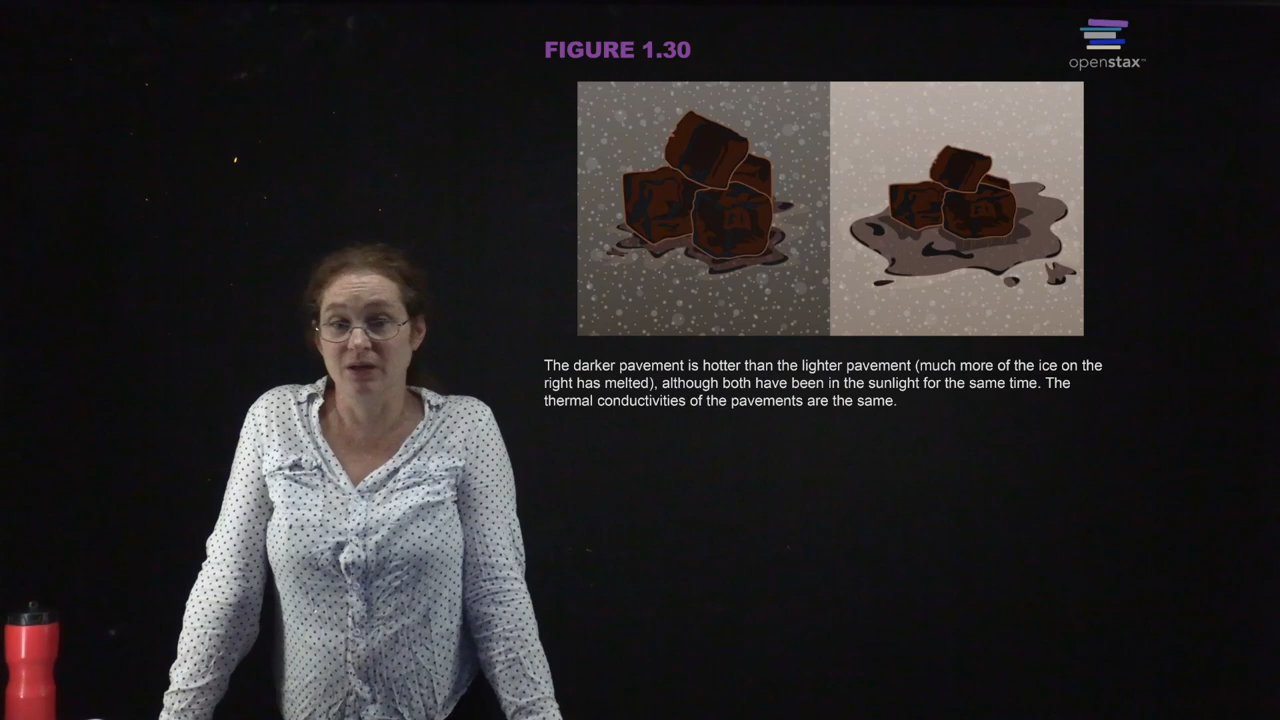 FIGURE 1.30
openstax™
The darker pavement is hotter than the lighter pavement (much more of the ice on the
right has melted), although both have been in the sunlight for the same time. The
thermal conductivities of the pavements are the same.